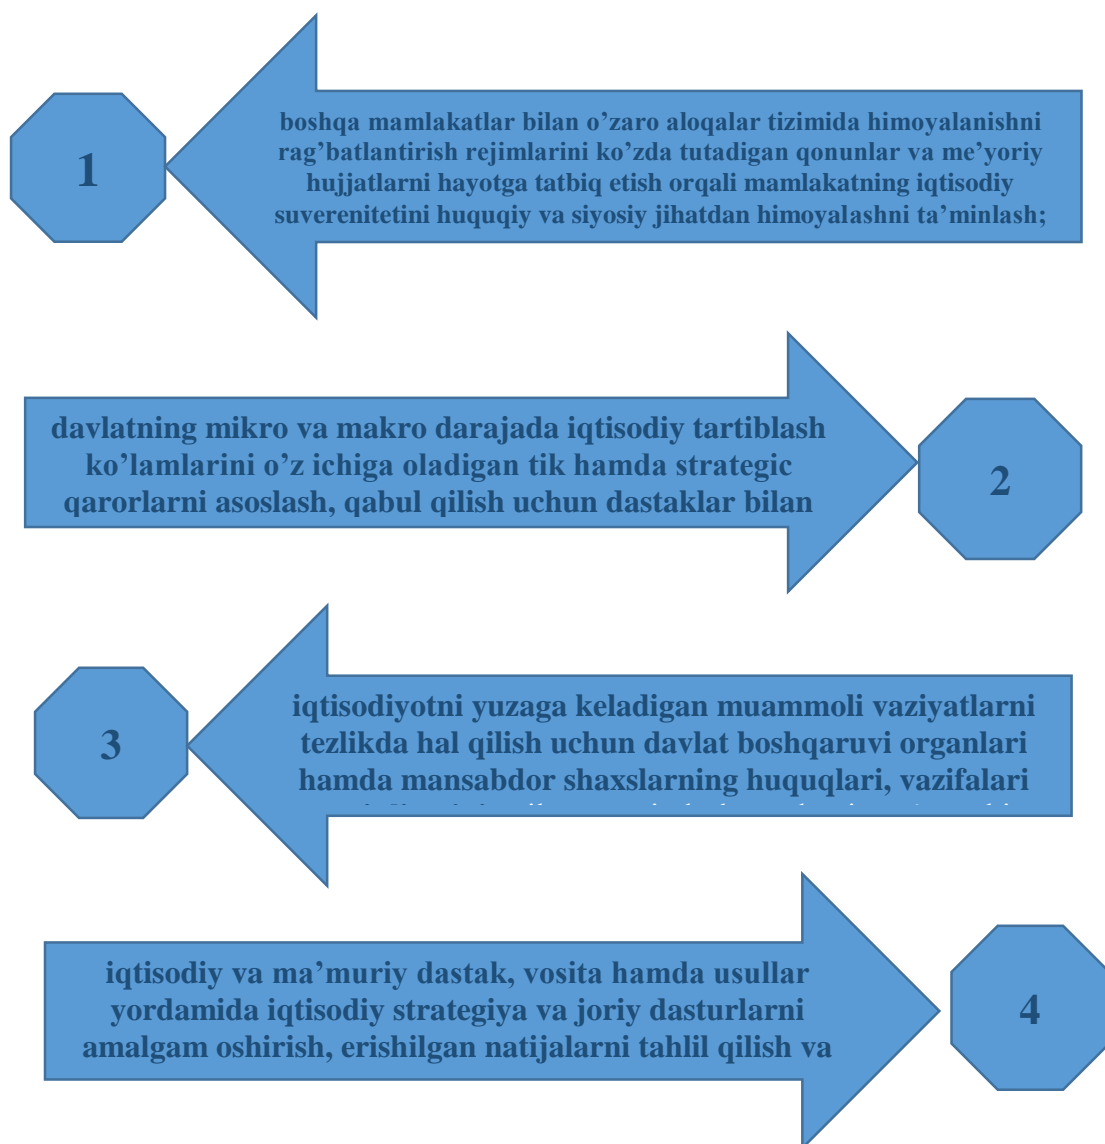 1
boshqa mamlakatlar bilan o’zaro aloqalar tizimida himoyalanishni
rag’batlantirish rejimlarini ko’zda tutadigan qonunlar va me’yoriy
hujjatlarni hayotga tatbiq etish orqali mamlakatning iqtisodiy
suverenitetini huquqiy va siyosiy jihatdan himoyalashni ta’minlash;
davlatning mikro va makro darajada iqtisodiy tartiblash
ko’lamlarini o’z ichiga oladigan tik hamda strategic
qarorlarni asoslash, qabul qilish uchun dastaklar bilan
2
3
iqtisodiyotni yuzaga keladigan muammoli vaziyatlarni
tezlikda hal qilish uchun davlat boshqaruvi organlari
hamda mansabdor shaxslarning huquqlari, vazifalari
iqtisodiy va ma’muriy dastak, vosita hamda usullar
yordamida iqtisodiy strategiya va joriy dasturlarni
amalgam oshirish, erishilgan natijalarni tahlil qilish va
4